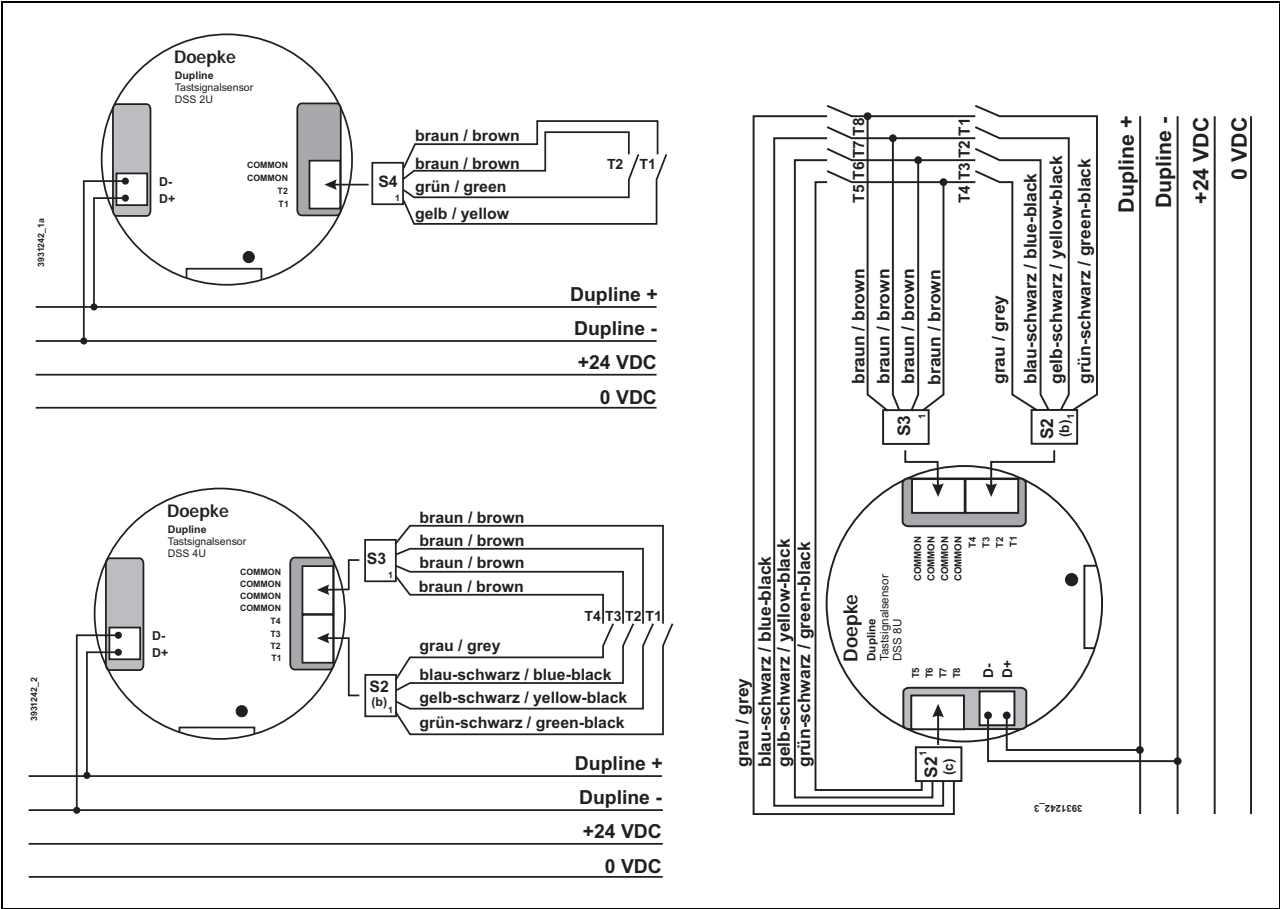 Doepke
Dupline
Tastsignalsensor
DSS 2U
COMMON
COMMON
T2
T1
D-
D+
S4
1
braun / brown
braun / brown
grün / green
gelb / yellow
T2
T1
3931242_1a
Dupline +
Dupline -
+24 VDC
0 VDC
Doepke
Dupline
Tastsignalsensor
DSS 4U
COMMON
COMMON
COMMON
COMMON
T4
T3
T2
T1
D-
D+
S3
1
braun / brown
braun / brown
braun / brown
braun / brown
T4
T3
T2
T1
S2
(b)
1
grau / grey
blau-schwarz / blue-black
gelb-schwarz / yellow-black
grün-schwarz / green-black
3931242_2
Dupline +
Dupline -
+24 VDC
0 VDC
T8
T7
T6
T5
T1
T2
T3
T4
braun / brown
braun / brown
braun / brown
braun / brown
grau / grey
blau-schwarz / blue-black
gelb-schwarz / yellow-black
grün-schwarz / green-black
S3
1
S2
(b)
1
COMMON
COMMON
COMMON
COMMON
T4
T3
T2
T1
Doepke
Dupline
Tastsignalsensor
DSS 8U
T5
T6
T7
T8
D-
D+
S2
1
(c)
grau / grey
blau-schwarz / blue-black
gelb-schwarz / yellow-black
grün-schwarz / green-black
3931242_3
Dupline +
Dupline -
+24 VDC
0 VDC